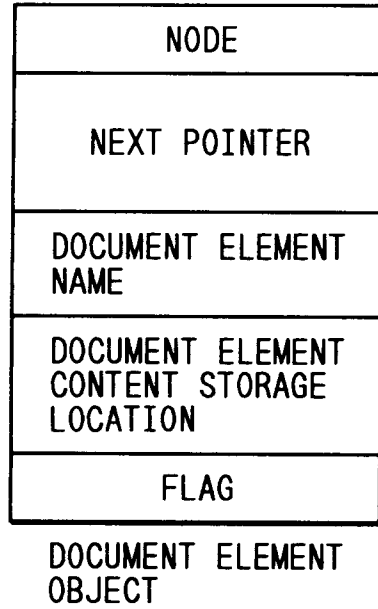 NODE
NEXT POINTER
DOCUMENT ELEMENT
NAME
DOCUMENT ELEMENT
CONTENT STORAGE
LOCATION
FLAG
DOCUMENT ELEMENT
OBJECT